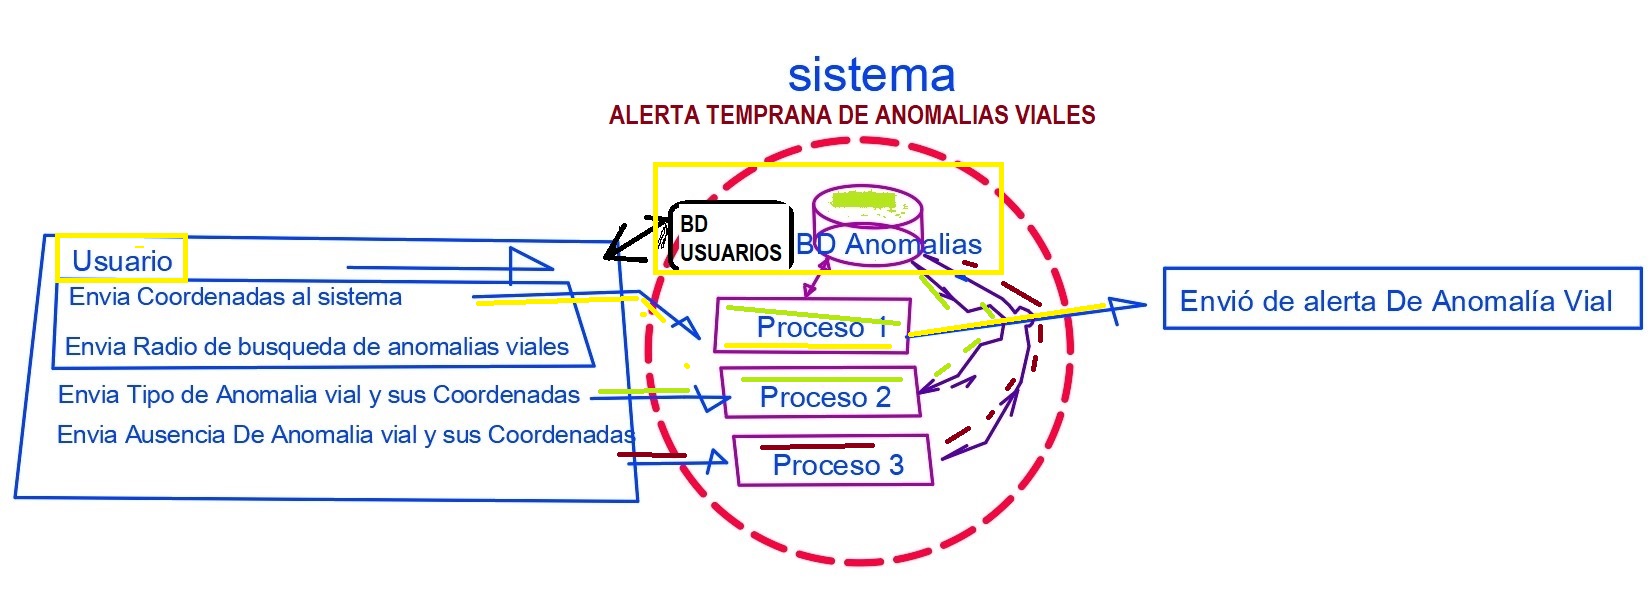 sistema
ALERTA TEMPRANA DE ANOMALIAS VIALES
BD
USUARIOS
BD Anomalias
Usuario
Envia Coordenadas al sistema
Envia Radio de busqueda de anomalias viales
Envia Tipo de Anomalia vial y sus Coordenadas
Envia Ausencia De Anomalia vial y sus Coordenadas
Proceso 1
Proceso 2
Proceso 3
Envió de alerta De Anomalía Vial